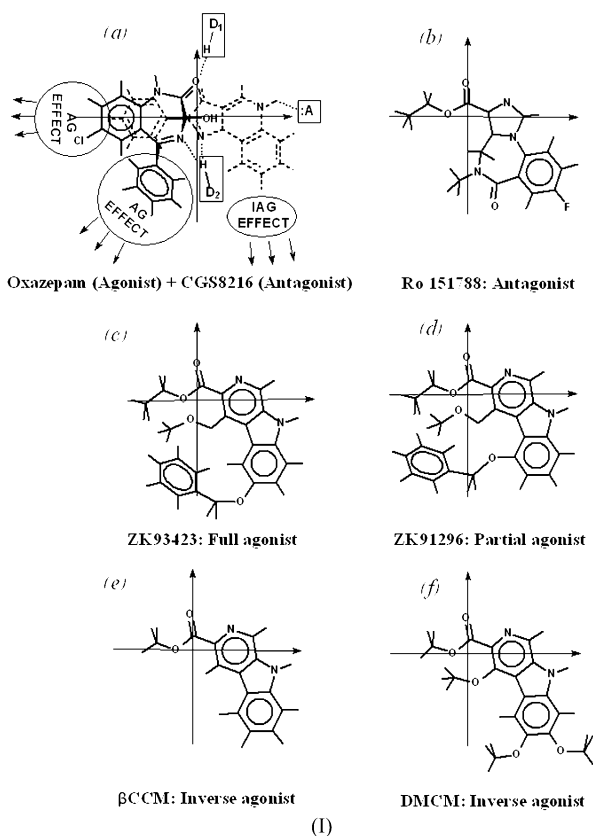 (a)
D1
H
N
O
OH
N
:A
AG EFFECT
Cl
N
N
H
D2
AG EFFECT
IAG EFFECT
Oxazepam (Agonist) + CGS8216 (Antagonist)
(b)
O
O
N
N
N
O
F
Ro 151788: Antagonist
(c)
O
O
N
O
N
O
ZK93423: Full agonist
(d)
O
O
N
O
N
O
ZK91296: Partial agonist
(e)
O
O
N
N
βCCM: Inverse agonist
(f)
O
O
N
O
N
O
O
DMCM: Inverse agonist
(I)